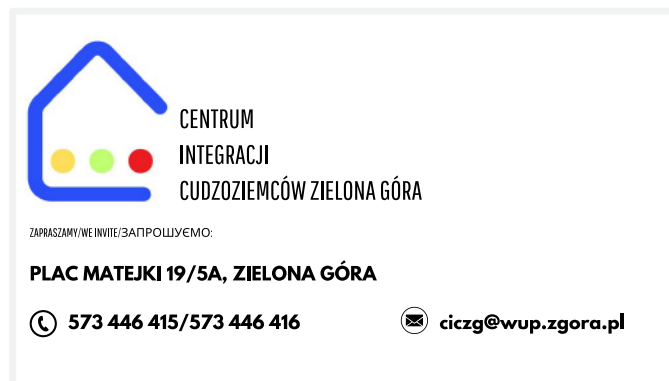 CENTRUM
INTEGRACJI
CUDZOZIEMCÓW ZIELONA GÓRA
ZAPRASZAMY/WE INVITE/ЗАПРОШУЄМО:
PLAC MATEJKI 19/5A, ZIELONA GÓRA
573 446 415/573 446 416
ciczg@wup.zgora.pl